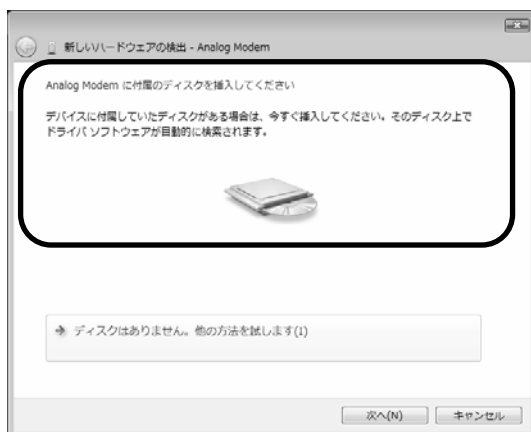 新しいハードウェアの検出 - Analog Modem
Analog Modem に付属のディスクを挿入してください
デバイスに付属していたディスクがある場合は、今すぐ挿入してください。そのディスク上で
ドライバ ソフトウェアが自動的に検索されます。
ディスクはありません。他の方法を試します(I)
次へ(N)
キャンセル